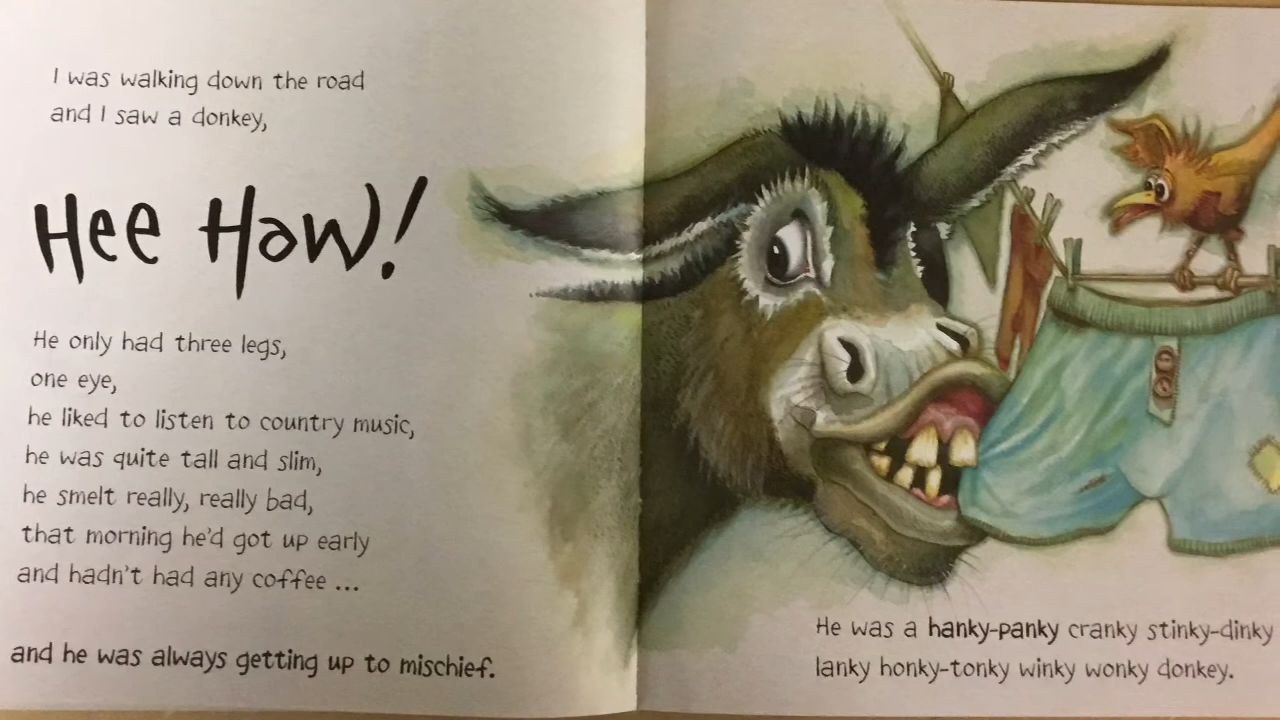 I was walking down the road
and I saw a donkey,
Hee Haw!
He only had three legs,
one eye,
he liked to listen to country music,
he was quite tall and slim,
he smelt really, really bad,
that morning he'd got up early
and hadn't had any coffee ...
and he was always getting up to mischief.
He was a hanky-panky cranky stinky-dinky
lanky honky-tonky winky wonky donkey.